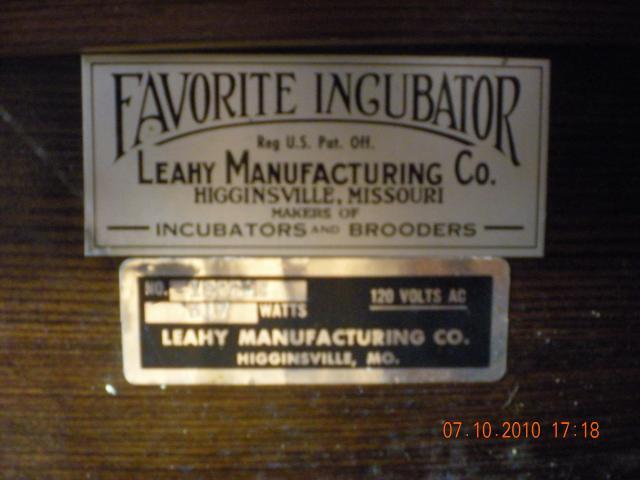 FAVORITE INCUBATOR
Reg U.S. Pat. Off.
LEAHY MANUFACTURING CO.
HIGGINSVILLE, MISSOURI
MAKERS OF
INCUBATORS AND BROODERS
NO. 120 VOLTS AC
WATTS
LEAHY MANUFACTURING CO.
HIGGINSVILLE, MO.
07.10.2010 17:18